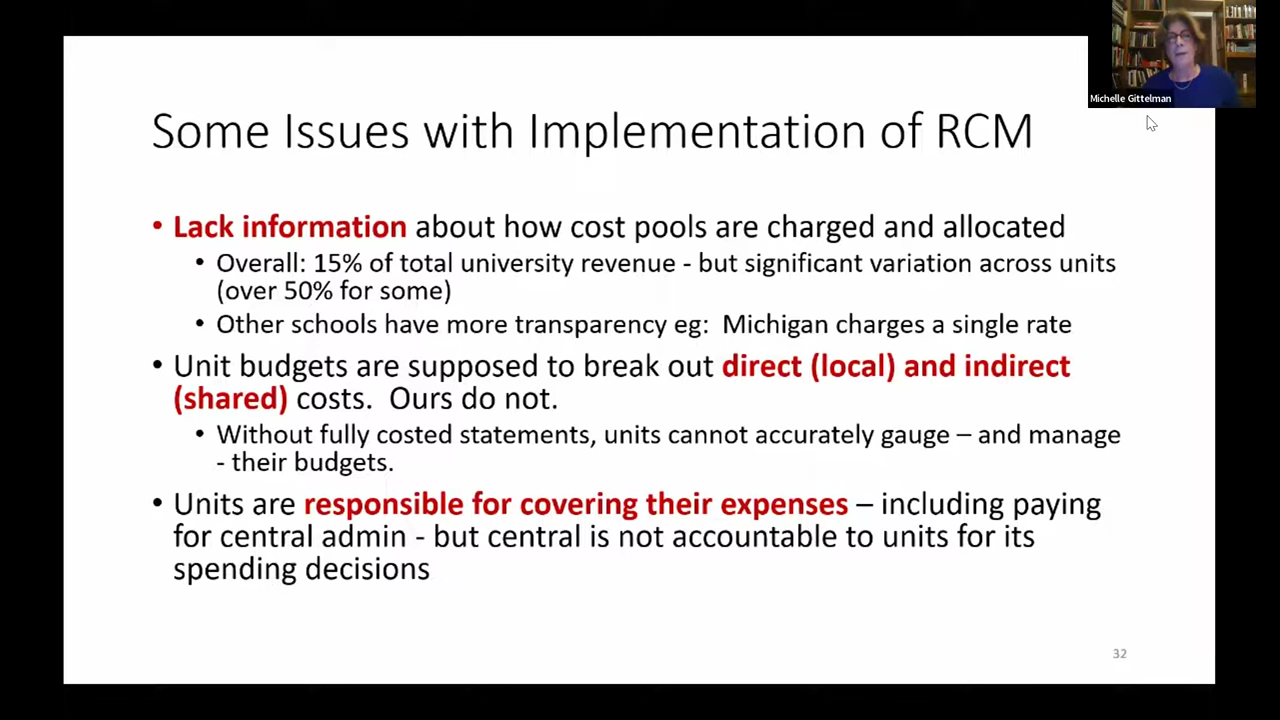 Michelle Gittelman
Some Issues with Implementation of RCM
• Lack information about how cost pools are charged and allocated
• Overall: 15% of total university revenue - but significant variation across units
(over 50% for some)
• Other schools have more transparency eg: Michigan charges a single rate
• Unit budgets are supposed to break out direct (local) and indirect
(shared) costs. Ours do not.
• Without fully costed statements, units cannot accurately gauge – and manage
- their budgets.
• Units are responsible for covering their expenses – including paying
for central admin - but central is not accountable to units for its
spending decisions
32